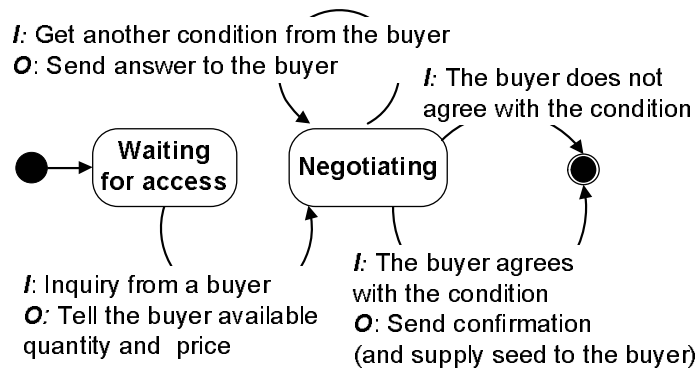 I: Get another condition from the buyer
O: Send answer to the buyer
I: The buyer does not
agree with the condition
Waiting
for access
Negotiating
I: Inquiry from a buyer
O: Tell the buyer available
quantity and price
I: The buyer agrees
with the condition
O: Send confirmation
(and supply seed to the buyer)